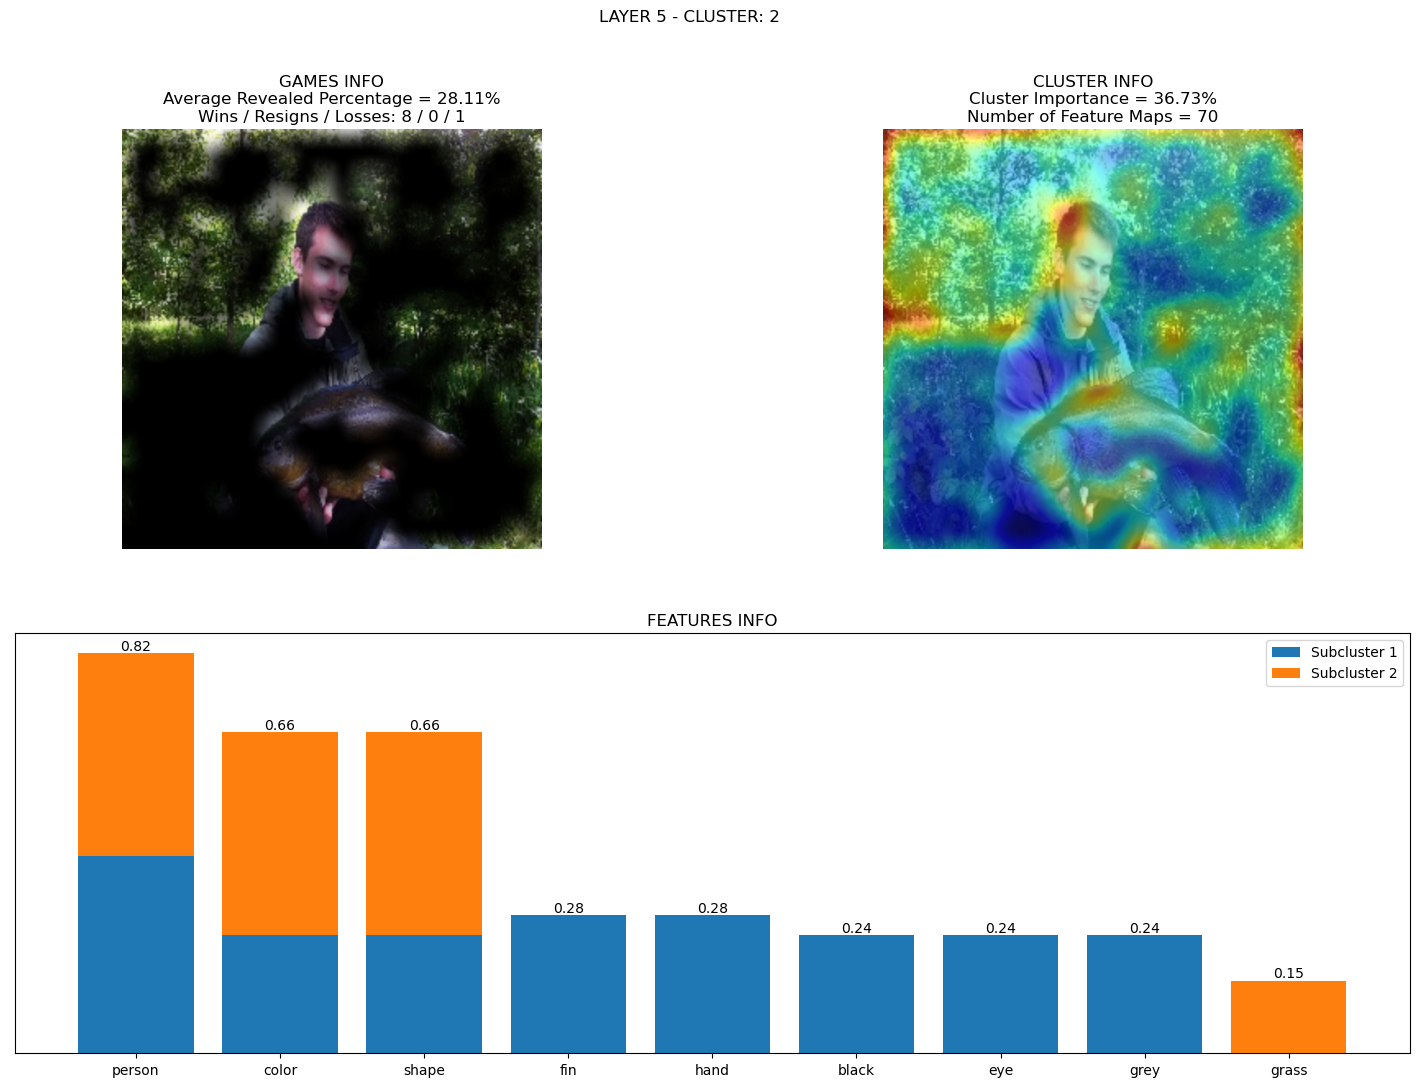 LAYER 5 - CLUSTER: 2
GAMES INFO
Average Revealed Percentage = 28.11%
Wins / Resigns / Losses: 8 / 0 / 1
CLUSTER INFO
Cluster Importance = 36.73%
Number of Feature Maps = 70
FEATURES INFO
Subcluster 1
Subcluster 2
0.82
0.66
0.66
0.28
0.28
0.24
0.24
0.24
0.15
person
color
shape
fin
hand
black
eye
grey
grass